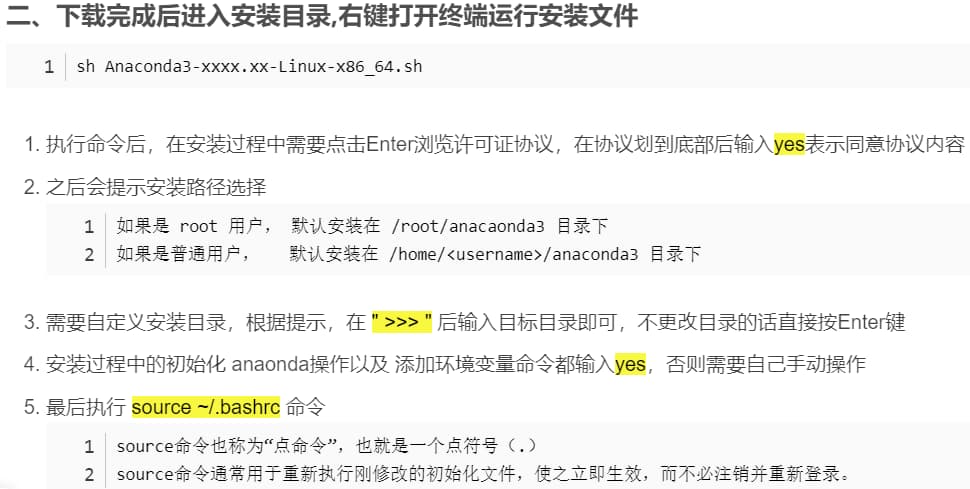 二、下载完成后进入安装目录,右键打开终端运行安装文件
1 sh Anaconda3-xxxx.xx-Linux-x86_64.sh
1. 执行命令后，在安装过程中需要点击Enter浏览许可证协议，在协议划到底部后输入yes表示同意协议内容
2. 之后会提示安装路径选择
1 如果是 root 用户， 默认安装在 /root/anacaonda3 目录下
2 如果是普通用户， 默认安装在 /home/<username>/anaconda3 目录下
3. 需要自定义安装目录，根据提示，在 " >>> " 后输入目标目录即可，不更改目录的话直接按Enter键
4. 安装过程中的初始化 anaonda操作以及 添加环境变量命令都输入yes，否则需要自己手动操作
5. 最后执行 source ~/.bashrc 命令
1 source命令也称为“点命令”，也就是一个点符号（.）
2 source命令通常用于重新执行刚修改的初始化文件，使之立即生效，而不必注销并重新登录。